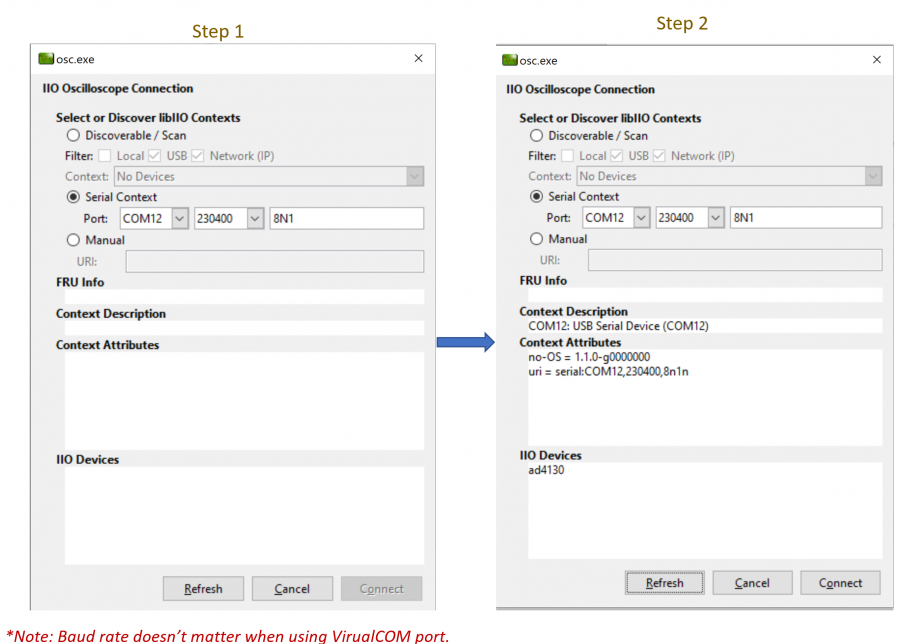 Step 1
osc.exe
IIO Oscilloscope Connection
Select or Discover libIIO Contexts
Discoverable / Scan
Filter: Local USB Network (IP)
Context: No Devices
Serial Context
Port: COM12 230400 8N1
Manual
URI:
FRU Info
Context Description
Context Attributes
IIO Devices
Refresh Cancel Connect
Step 2
osc.exe
IIO Oscilloscope Connection
Select or Discover libIIO Contexts
Discoverable / Scan
Filter: Local USB Network (IP)
Context: No Devices
Serial Context
Port: COM12 230400 8N1
Manual
URI:
FRU Info
Context Description
COM12: USB Serial Device (COM12)
Context Attributes
no-OS = 1.1.0-g0000000
uri = serial:COM12,230400,8n1n
IIO Devices
ad4130
Refresh Cancel Connect
*Note: Baud rate doesn't matter when using VirualCOM port.